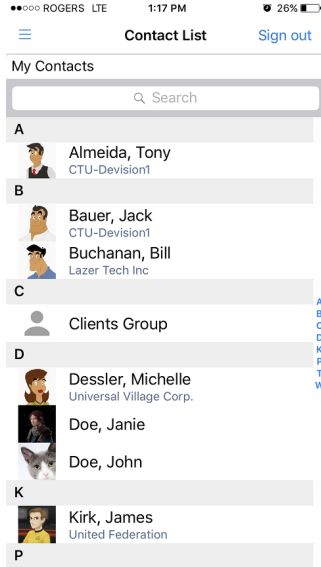 ROGERS LTE 1:17 PM 26%
Contact List Sign out
My Contacts
Search
A
Almeida, Tony
CTU-Devision1
B
Bauer, Jack
CTU-Devision1
Buchanan, Bill
Lazer Tech Inc
C
Clients Group
D
Dessler, Michelle
Universal Village Corp.
Doe, Janie
Doe, John
K
Kirk, James
United Federation
P
A
B
C
D
K
P
T
W